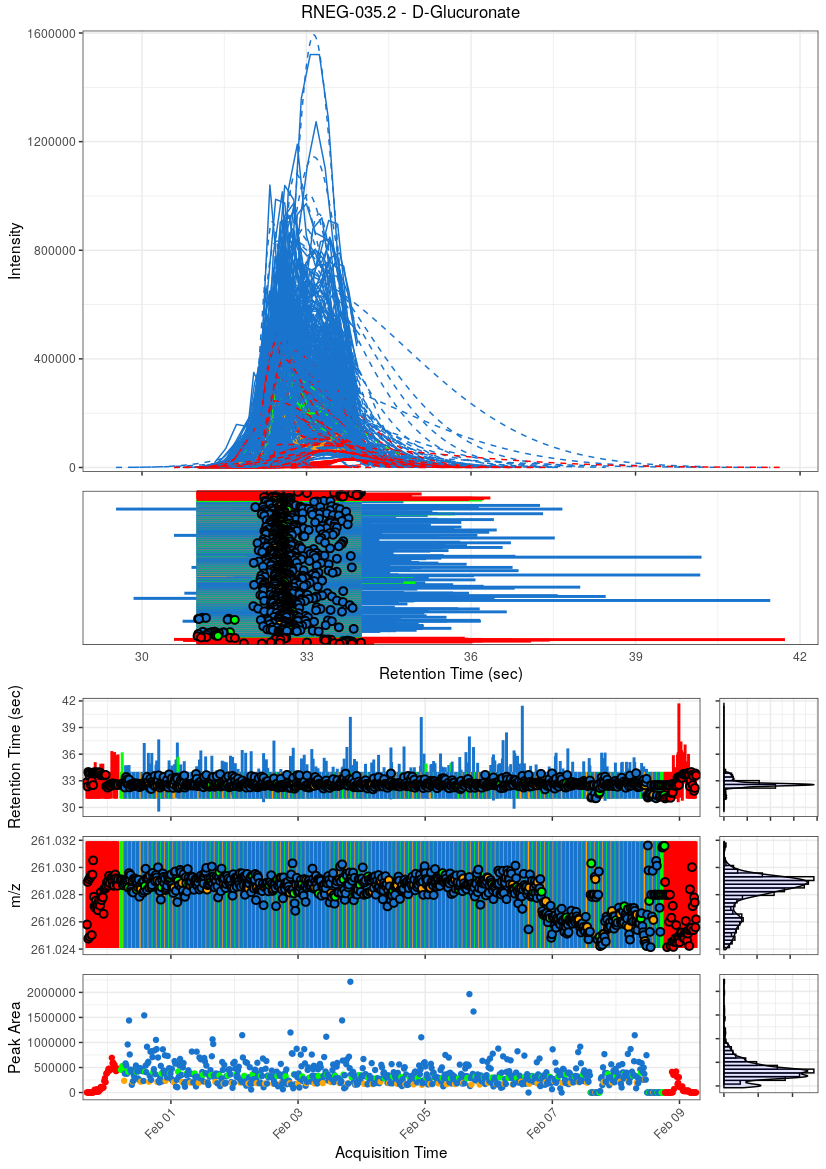 RNEG-035.2 - D-Glucuronate
1600000
1200000
800000
400000
0
Intensity
30 33 36 39 42
Retention Time (sec)
42
39
36
33
30
Retention Time (sec)
261.032
261.030
261.028
261.026
261.024
m/z
2000000
1500000
1000000
500000
0
Peak Area
Feb 01 Feb 03 Feb 05 Feb 07 Feb 09
Acquisition Time